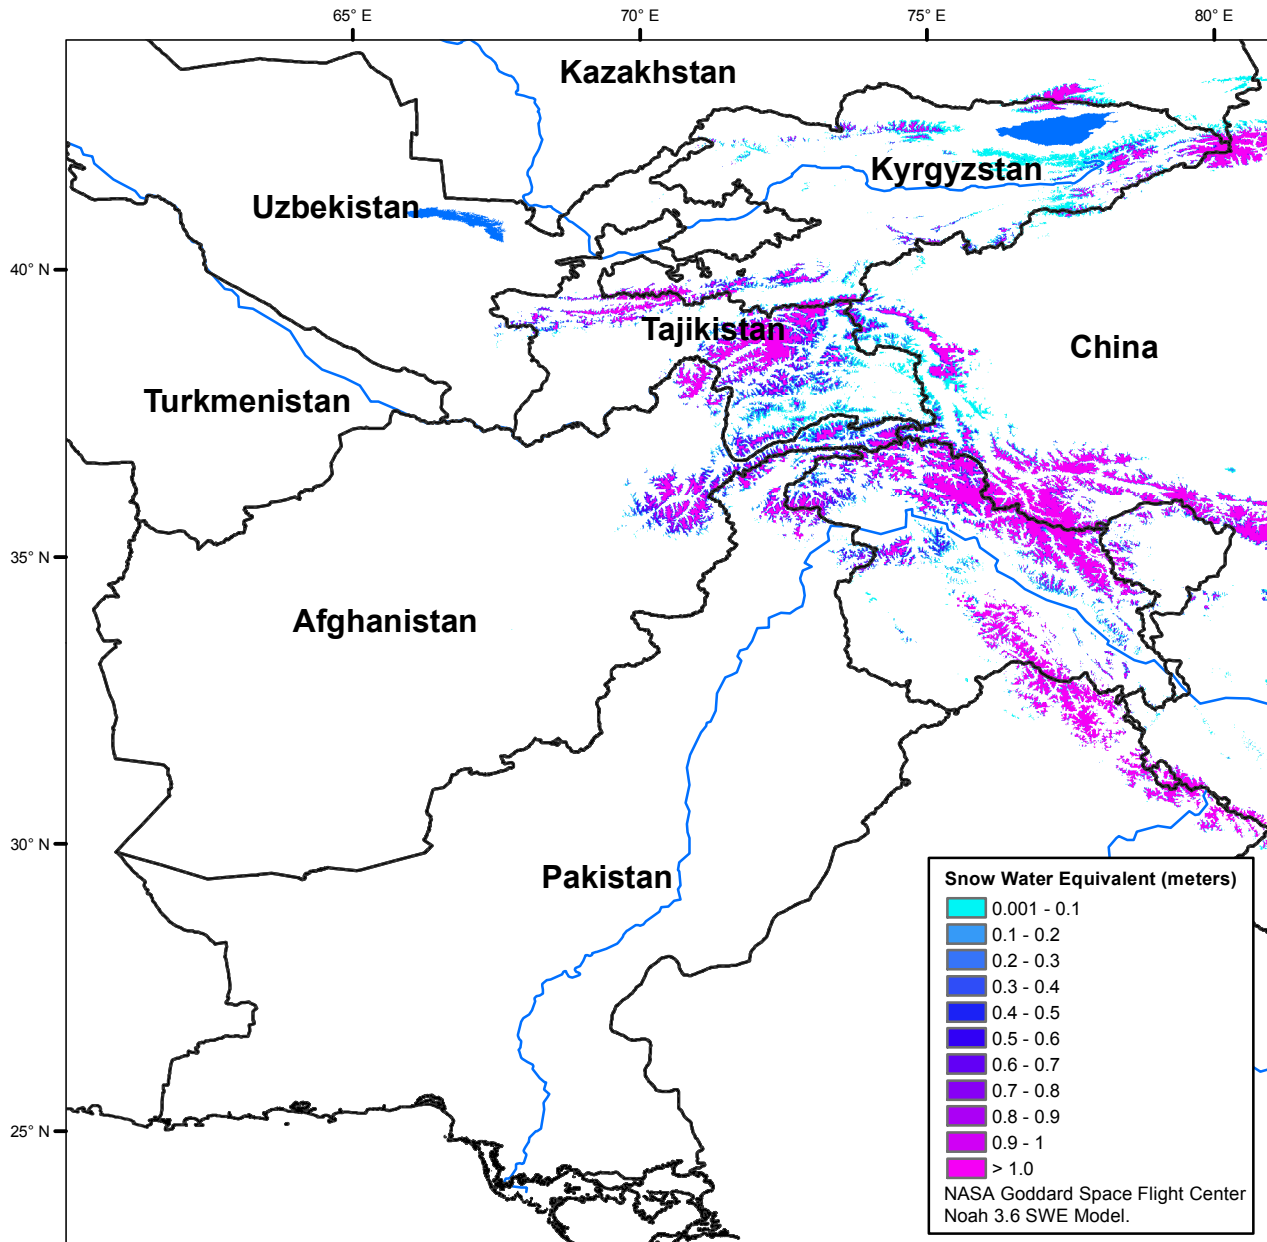 65° E
70° E
75° E
80° E
Kazakhstan
Kyrgyzstan
Uzbekistan
40° N
Tajikistan
China
Turkmenistan
35° N
Afghanistan
30° N
Pakistan
25° N
Snow Water Equivalent (meters)
0.001 - 0.1
0.1 - 0.2
0.2 - 0.3
0.3 - 0.4
0.4 - 0.5
0.5 - 0.6
0.6 - 0.7
0.7 - 0.8
0.8 - 0.9
0.9 - 1
> 1.0
NASA Goddard Space Flight Center
Noah 3.6 SWE Model.